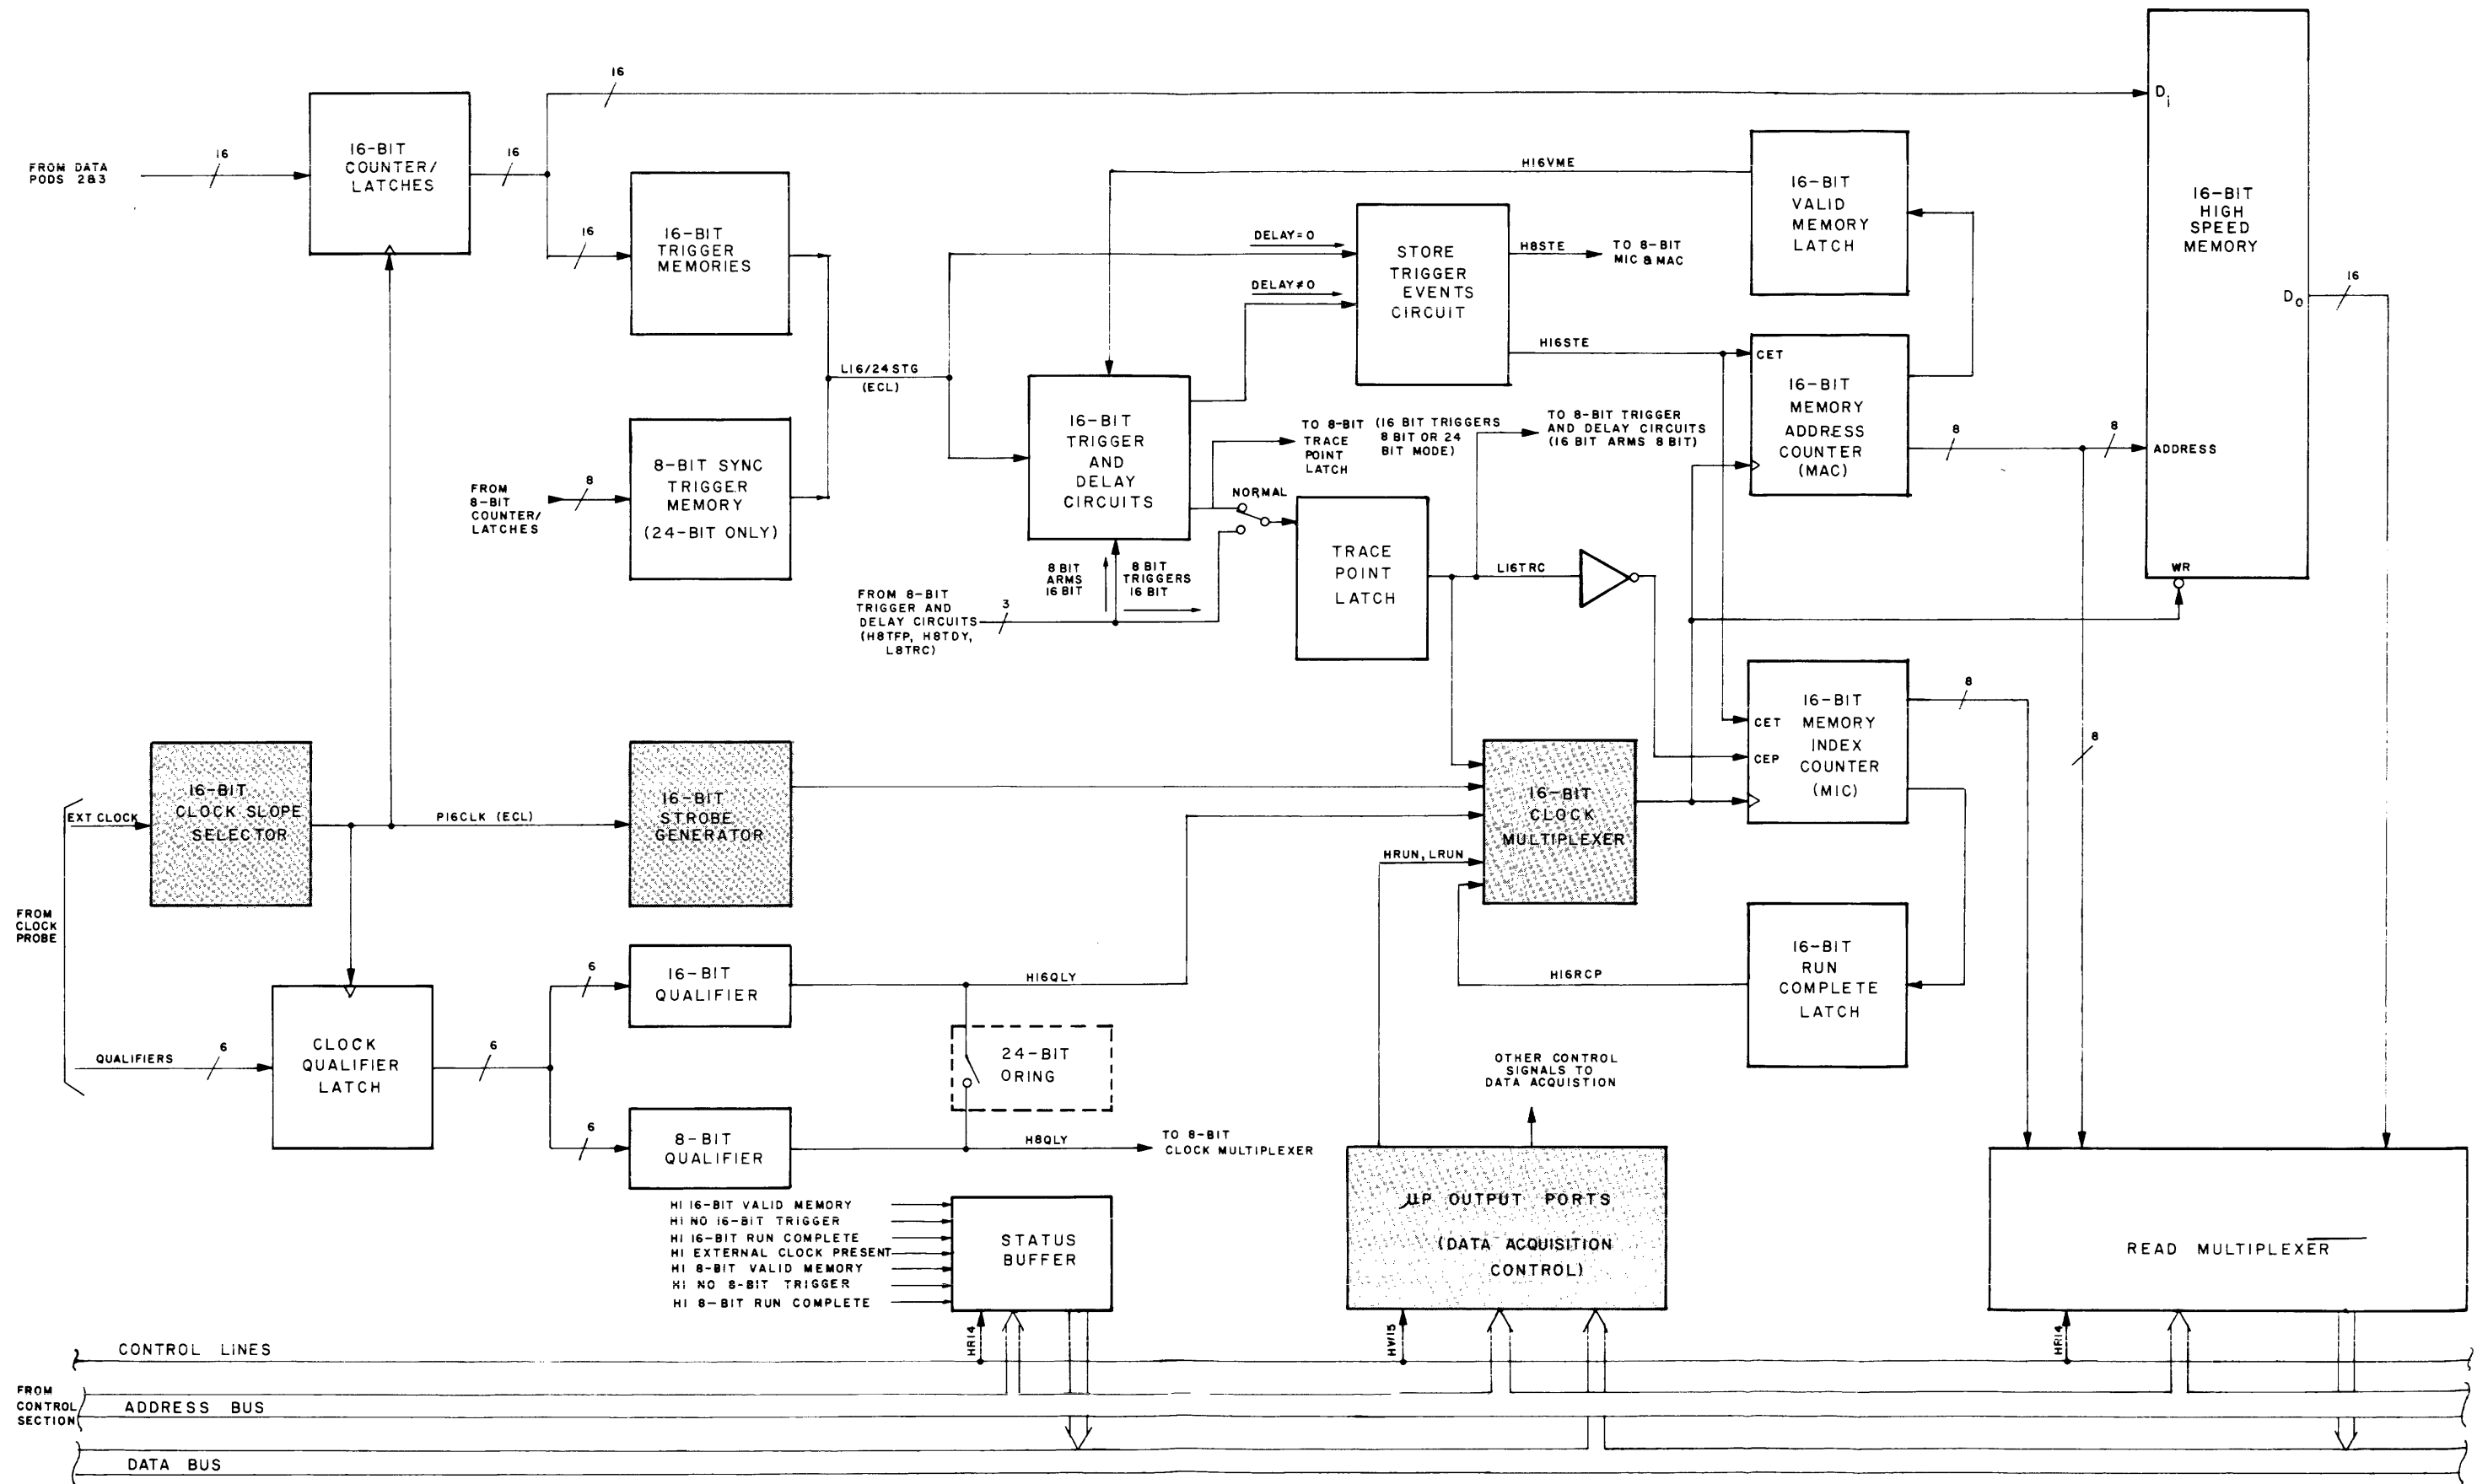 16
16-BIT
COUNTER/
LATCHES
FROM DATA
PODS 2&3
16
16
16
16-BIT
TRIGGER
MEMORIES
8-BIT SYNC
TRIGGER
MEMORY
(24-BIT ONLY)
FROM
8-BIT
COUNTER/
LATCHES
8
L16/24STG
(ECL)
H16VME
DELAY=0
DELAY≠0
STORE
TRIGGER
EVENTS
CIRCUIT
H8STE
TO 8-BIT
MIC & MAC
H16STE
16-BIT
VALID
MEMORY
LATCH
CET
16-BIT
MEMORY
ADDRESS
COUNTER
(MAC)
8
8
Di
16-BIT
HIGH
SPEED
MEMORY
Do
16
ADDRESS
WR
16-BIT
TRIGGER
AND
DELAY
CIRCUITS
TO 8-BIT
TRACE
POINT
LATCH
(16 BIT TRIGGERS
8 BIT OR 24
BIT MODE)
TO 8-BIT TRIGGER
AND DELAY CIRCUITS
(16 BIT ARMS 8 BIT)
NORMAL
TRACE
POINT
LATCH
L16TRC
8 BIT
ARMS
16 BIT
8 BIT
TRIGGERS
16 BIT
FROM 8-BIT
TRIGGER AND
DELAY CIRCUITS
(H8TFP, H8TDY,
L8TRC)
3
CET
CEP
16-BIT
MEMORY
INDEX
COUNTER
(MIC)
8
8
FROM
CLOCK
PROBE
EXT CLOCK
16-BIT
CLOCK SLOPE
SELECTOR
P16CLK (ECL)
16-BIT
STROBE
GENERATOR
16-BIT
CLOCK
MULTIPLEXER
HRUN, LRUN
H16RCP
16-BIT
RUN
COMPLETE
LATCH
QUALIFIERS
6
CLOCK
QUALIFIER
LATCH
6
6
16-BIT
QUALIFIER
H16QLY
24-BIT
ORING
6
8-BIT
QUALIFIER
H8QLY
TO 8-BIT
CLOCK MULTIPLEXER
OTHER CONTROL
SIGNALS TO
DATA ACQUISTION
HI 16-BIT VALID MEMORY
HI NO 16-BIT TRIGGER
HI 16-BIT RUN COMPLETE
HI EXTERNAL CLOCK PRESENT
HI 8-BIT VALID MEMORY
HI NO 8-BIT TRIGGER
HI 8-BIT RUN COMPLETE
STATUS
BUFFER
µP OUTPUT PORTS
(DATA ACQUISITION
CONTROL)
READ MULTIPLEXER
HR14
HW15
HR14
CONTROL LINES
FROM
CONTROL
SECTION
ADDRESS BUS
DATA BUS